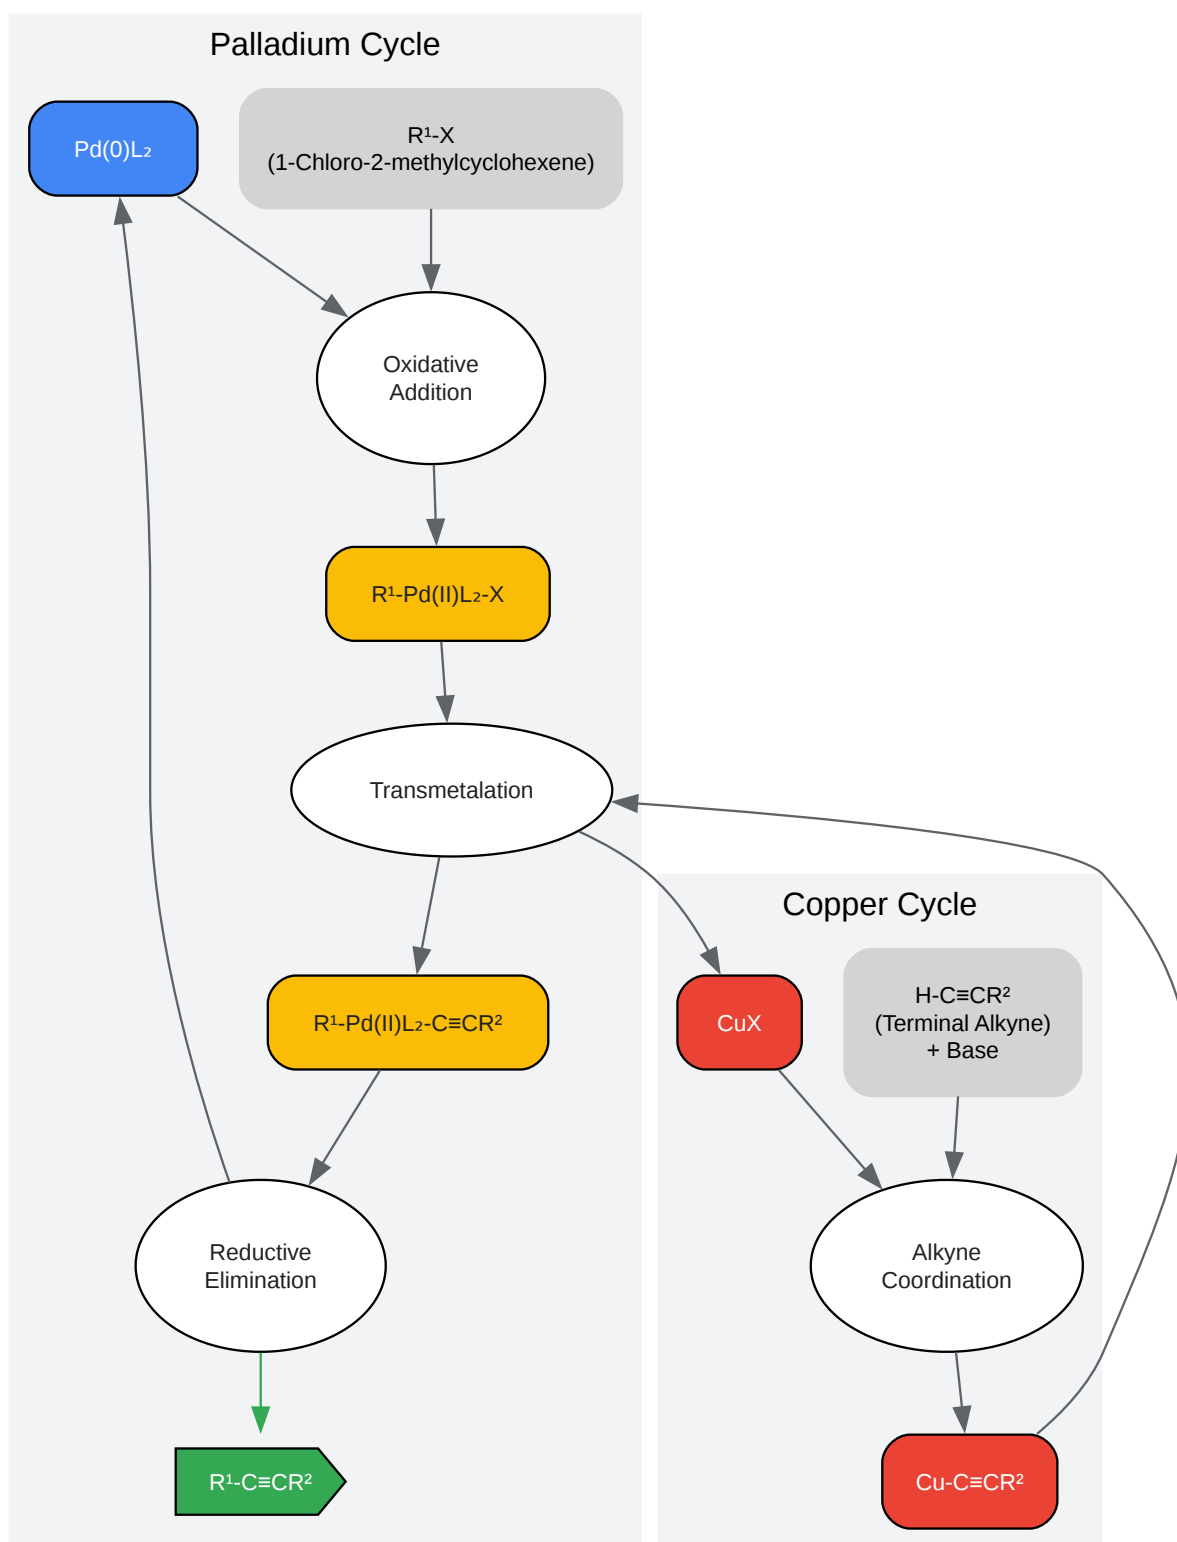 Palladium Cycle
Pd(0)L₂
R¹-X
(1-Chloro-2-methylcyclohexene)
Oxidative
Addition
R¹-Pd(II)L₂-X
Transmetalation
Copper Cycle
R¹-Pd(II)L₂-C≡CR²
CuX
H-C≡CR²
(Terminal Alkyne)
+ Base
Reductive
Elimination
Alkyne
Coordination
R¹-C≡CR²
Cu-C≡CR²